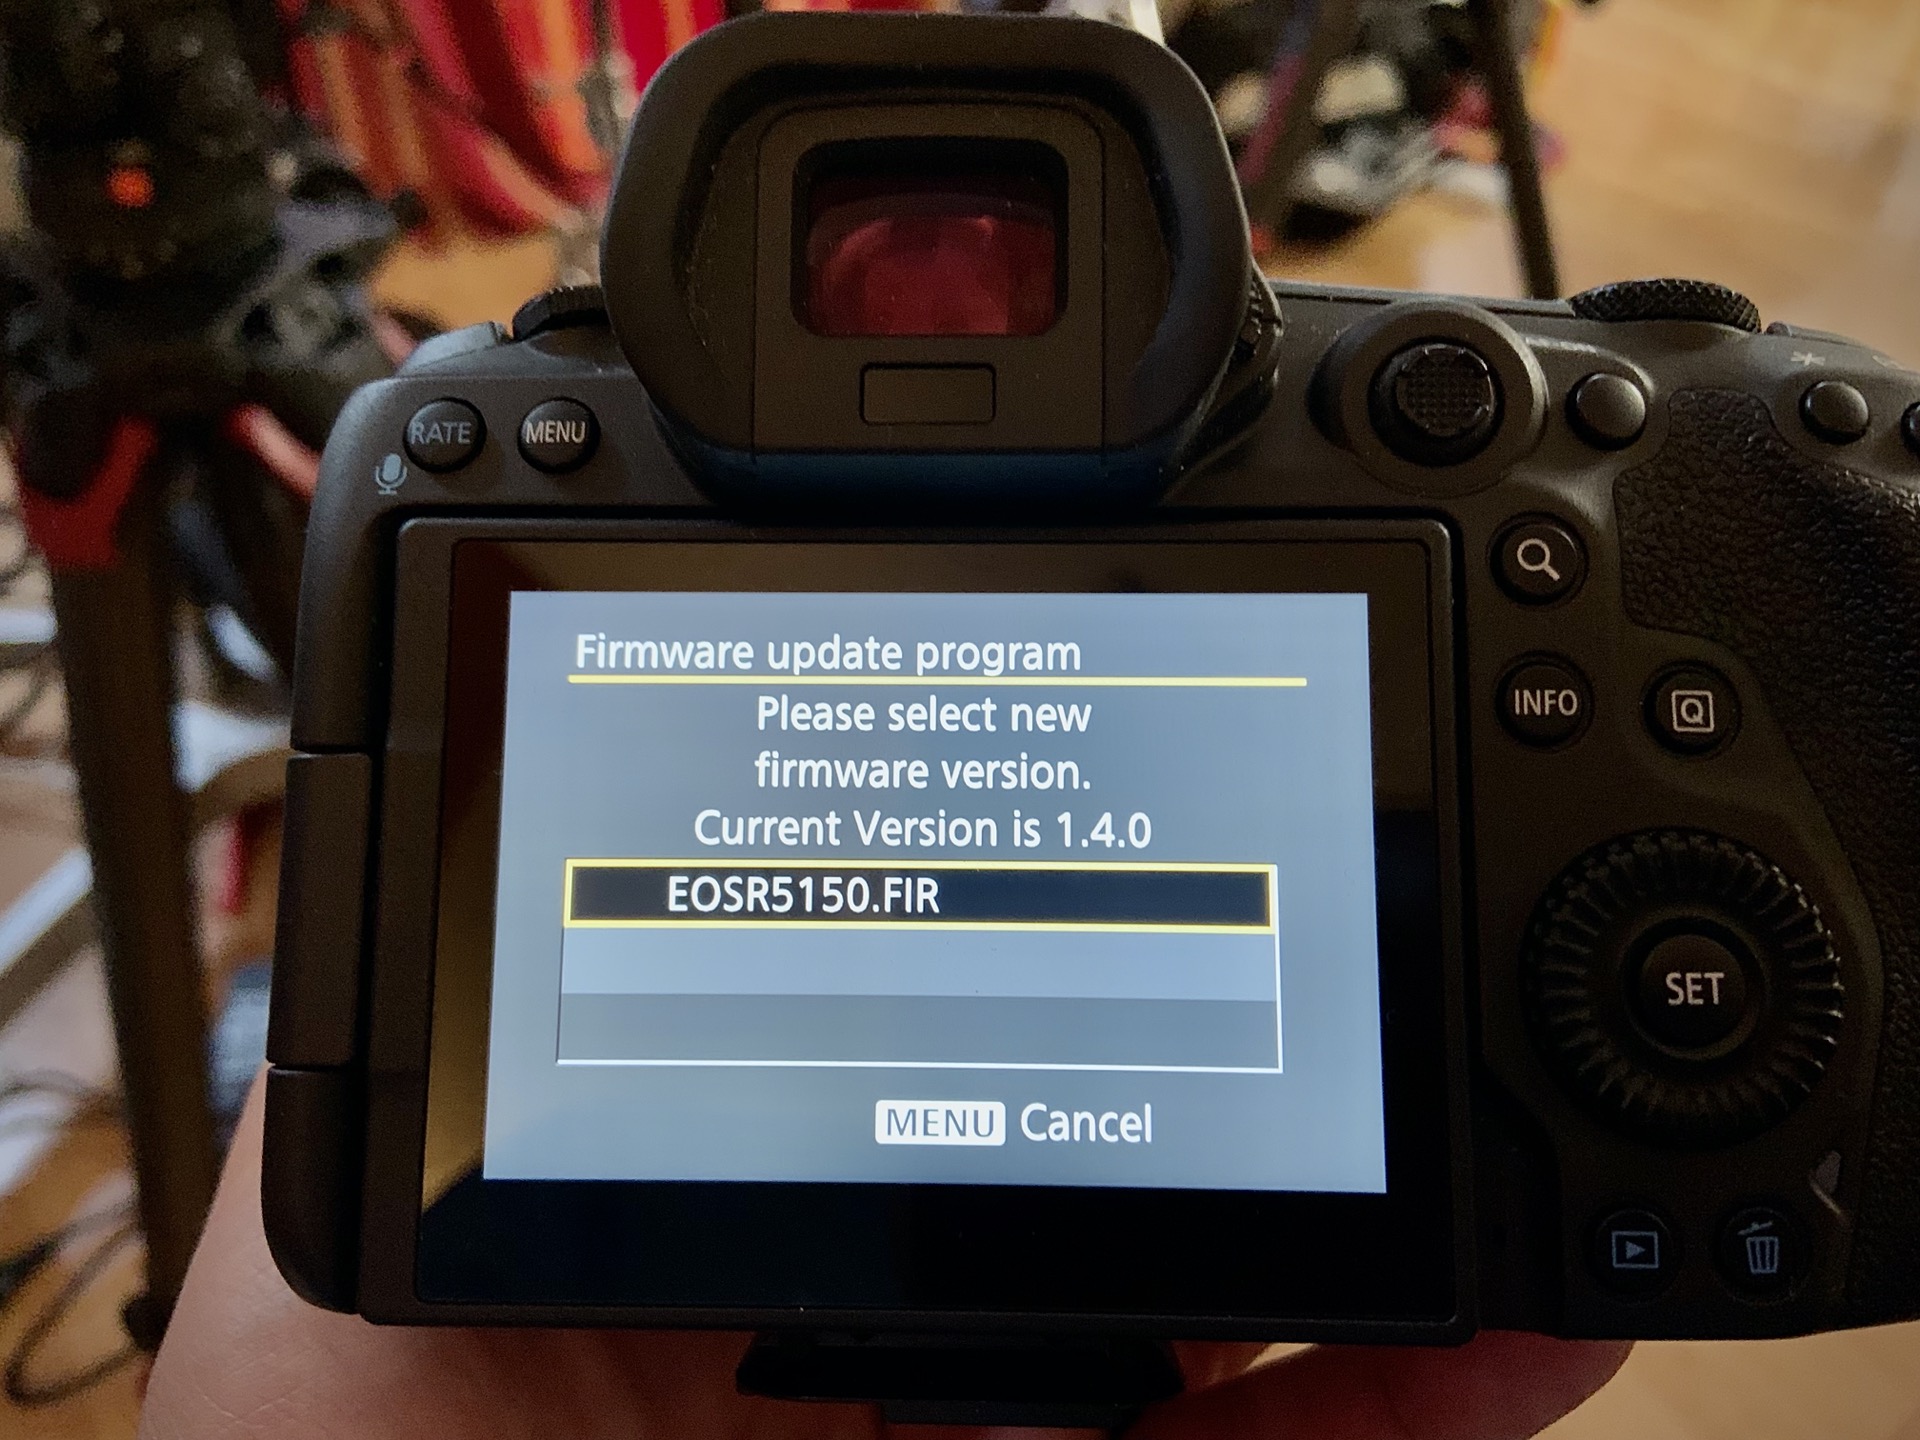 RATE
MENU
Firmware update program
Please select new
firmware version.
Current Version is 1.4.0
EOSR5150.FIR
MENU Cancel
INFO
Q
SET